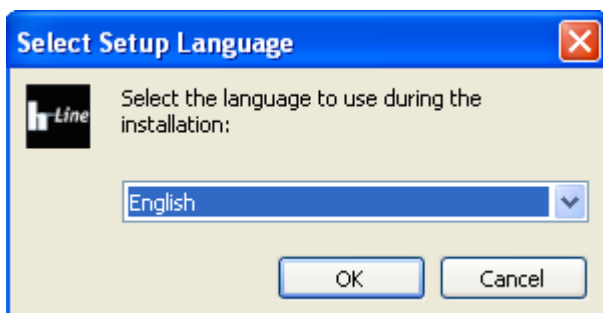 Select Setup Language
h-Line
Select the language to use during the
installation:
English
OK
Cancel